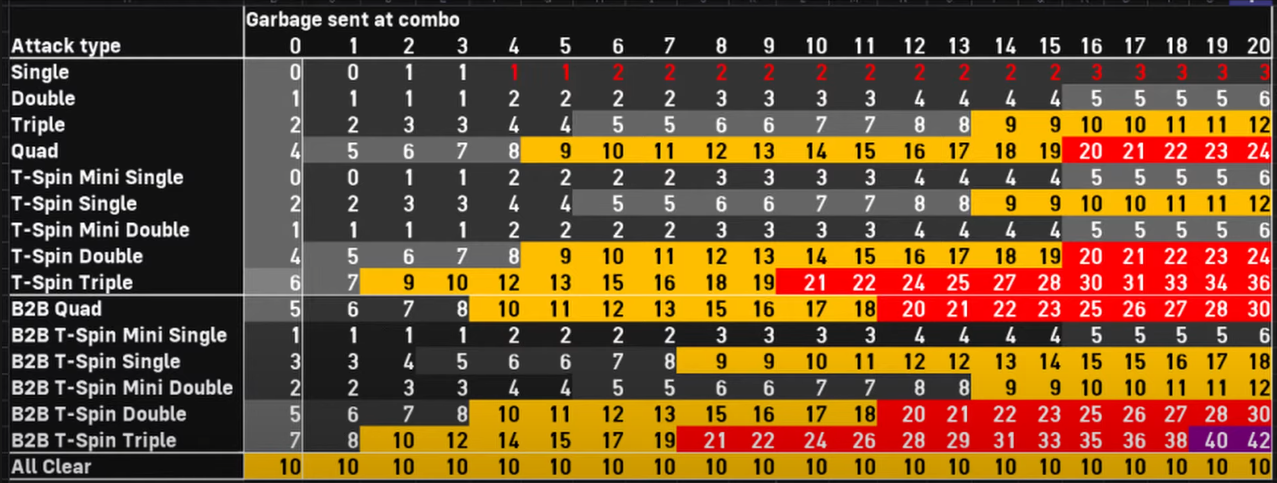 Garbage sent at combo
Attack type 0 1 2 3 4 5 6 7 8 9 10 11 12 13 14 15 16 17 18 19 20
Single 0 0 1 1 1 1 2 2 2 2 2 2 2 2 2 2 3 3 3 3 3
Double 1 1 1 1 2 2 2 2 3 3 3 3 4 4 4 4 5 5 5 5 6
Triple 2 2 3 3 4 4 5 5 6 6 7 7 8 8 9 9 10 10 11 11 12
Quad 4 5 6 7 8 9 10 11 12 13 14 15 16 17 18 19 20 21 22 23 24
T-Spin Mini Single 0 0 1 1 2 2 2 2 3 3 3 3 4 4 4 4 5 5 5 5 6
T-Spin Single 2 2 3 3 4 4 5 5 6 6 7 7 8 8 9 9 10 10 11 11 12
T-Spin Mini Double 1 1 1 1 2 2 2 2 3 3 3 3 4 4 4 4 5 5 5 5 6
T-Spin Double 4 5 6 7 8 9 10 11 12 13 14 15 16 17 18 19 20 21 22 23 24
T-Spin Triple 6 7 9 10 12 13 15 16 18 19 21 22 24 25 27 28 30 31 33 34 36
B2B Quad 5 6 7 8 10 11 12 13 15 16 17 18 20 21 22 23 25 26 27 28 30
B2B T-Spin Mini Single 1 1 1 1 2 2 2 2 3 3 3 3 4 4 4 4 5 5 5 5 6
B2B T-Spin Single 3 3 4 5 6 6 7 8 9 9 10 11 12 12 13 14 15 15 16 17 18
B2B T-Spin Mini Double 2 2 3 3 4 4 5 5 6 6 7 7 8 8 9 9 10 10 11 11 12
B2B T-Spin Double 5 6 7 8 10 11 12 13 15 16 17 18 20 21 22 23 25 26 27 28 30
B2B T-Spin Triple 7 8 10 12 14 15 17 19 21 22 24 26 28 29 31 33 35 36 38 40 42
All Clear 10 10 10 10 10 10 10 10 10 10 10 10 10 10 10 10 10 10 10 10 10